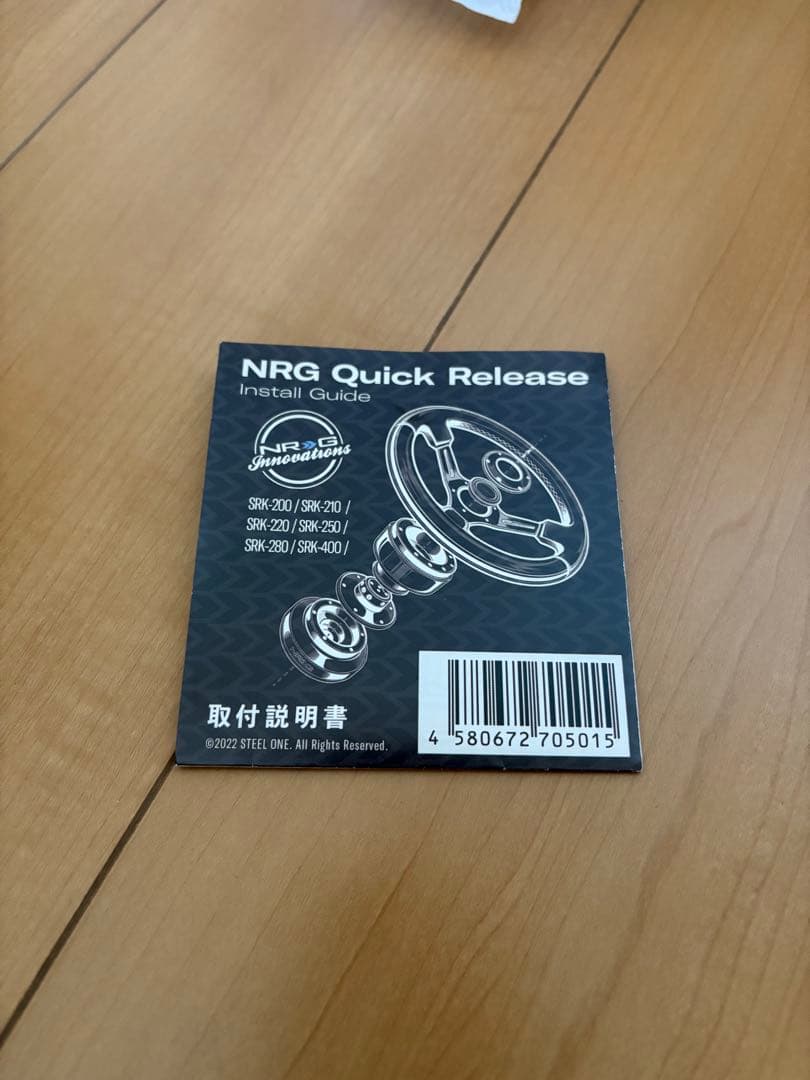 NRG Quick Release
Install Guide
NRG
Innovations
SRK-200 / SRK-210 /
SRK-220 / SRK-250 /
SRK-280 / SRK-400 /
取付説明書
©2022 STEEL ONE. All Rights Reserved.
4 580672 705015